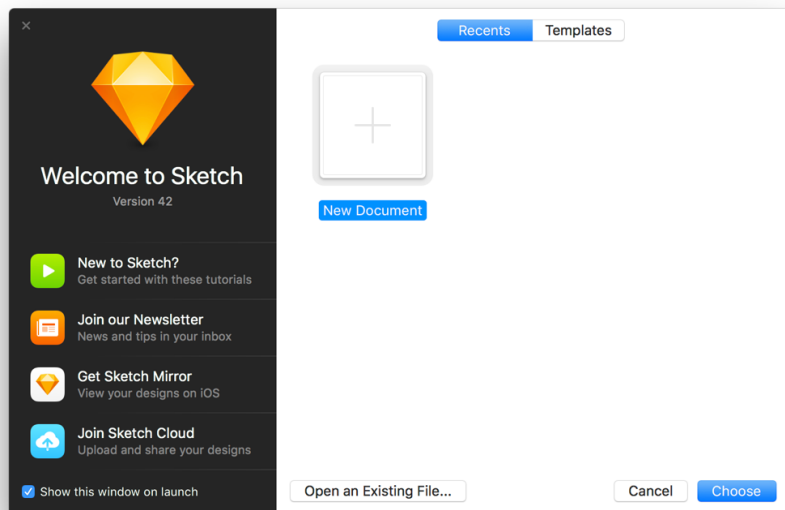 Recents
Templates
Welcome to Sketch
Version 42
New Document
New to Sketch?
Get started with these tutorials
Join our Newsletter
News and tips in your inbox
Get Sketch Mirror
View your designs on iOS
Join Sketch Cloud
Upload and share your designs
Show this window on launch
Open an Existing File...
Cancel
Choose